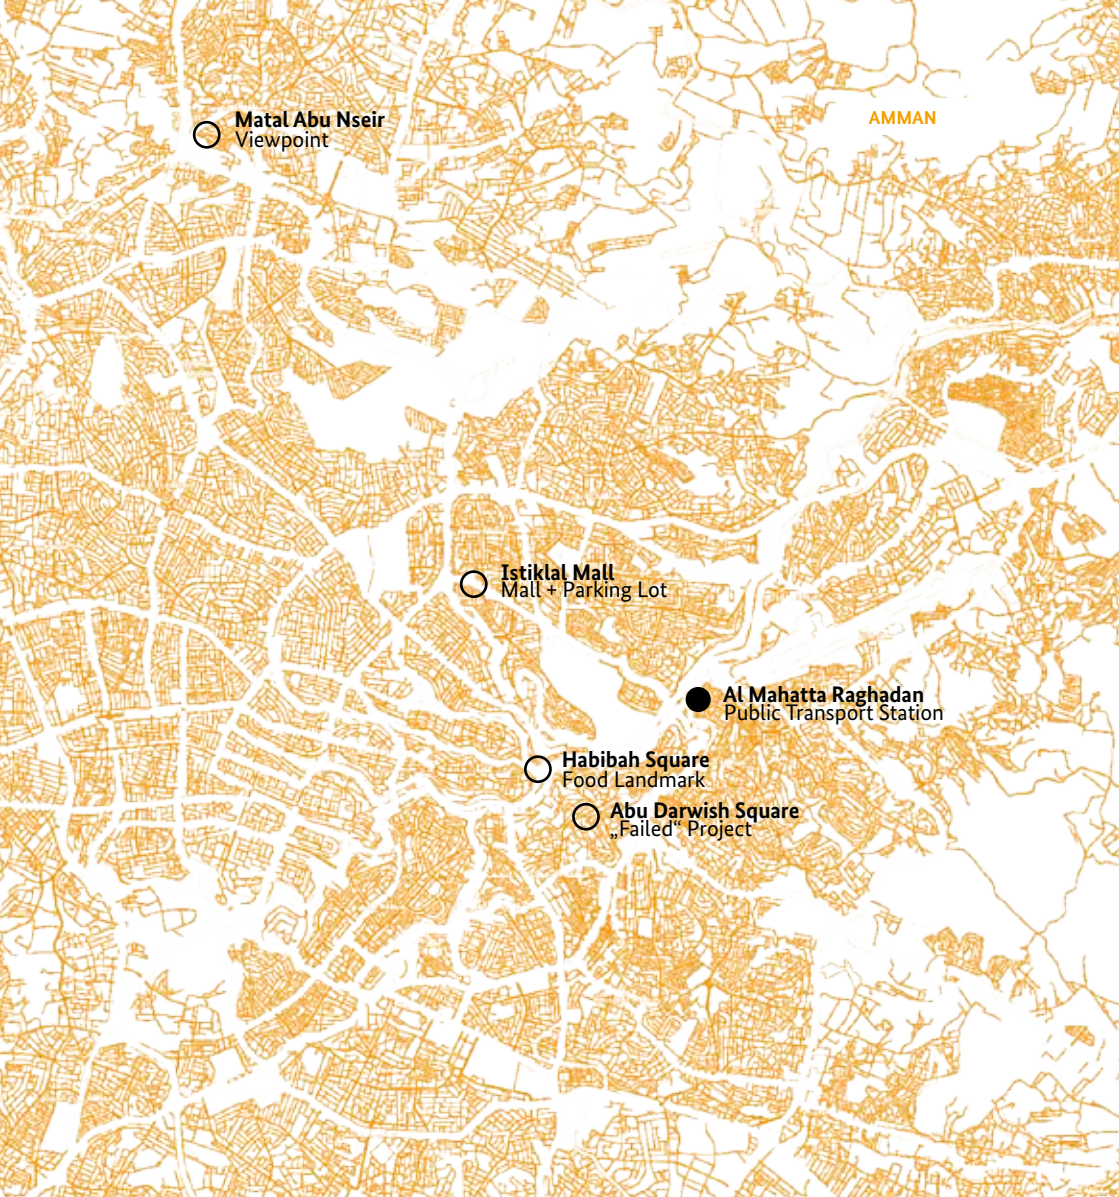 AMMAN
Matal Abu Nseir
Viewpoint
Istiklal Mall
Mall + Parking Lot
Al Mahatta Raghadan
Public Transport Station
Habibah Square
Food Landmark
Abu Darwish Square
„Failed“ Project